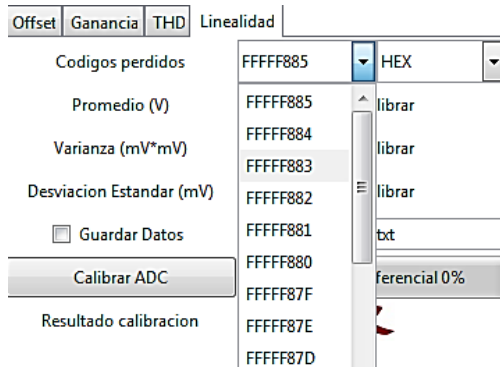 Offset Ganancia THD Linealidad
Codigos perdidos FFFFF885 HEX
Promedio (V) FFFFF885 librar
FFFFF884
Varianza (mV*mV) FFFFF883 librar
Desviacion Estandar (mV) FFFFF882 librar
Guardar Datos FFFFF881 txt
FFFFF880
Calibrar ADC FFFFF87F ferencial 0%
Resultado calibracion FFFFF87E
FFFFF87D